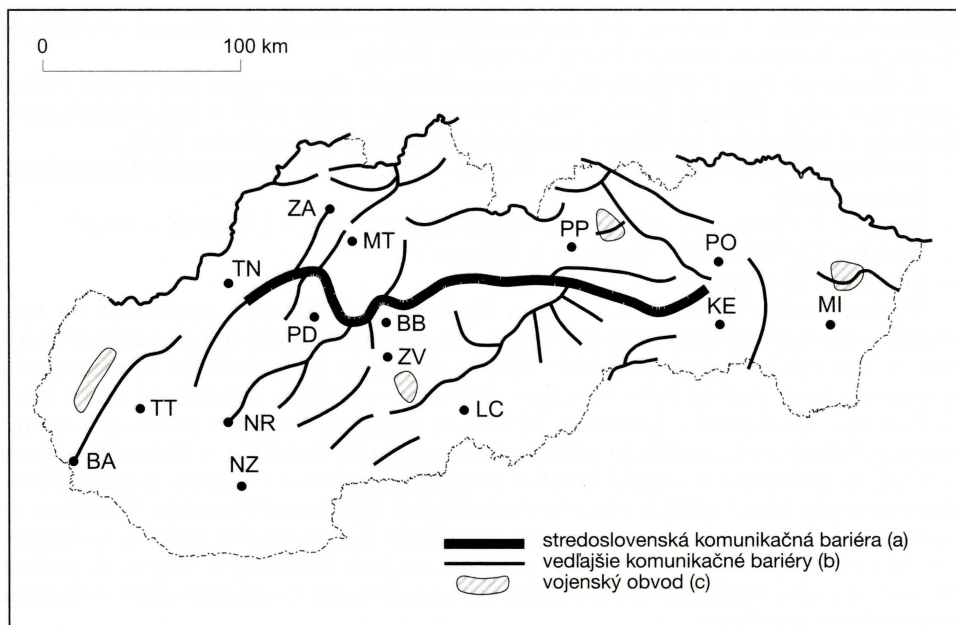 0 100 km
ZA
MT
PP
PO
TN
PD
BB
KE
MI
ZV
TT
NR
LC
BA
NZ
stredoslovenská komunikačná bariéra (a)
vedľajšie komunikačné bariéry (b)
vojenský obvod (c)